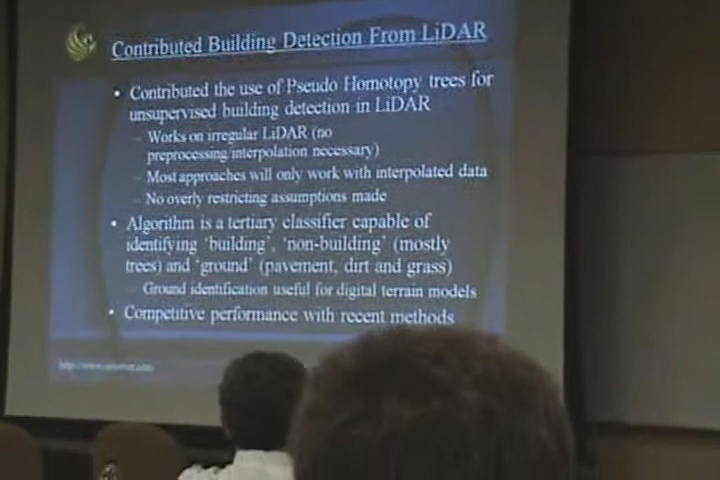 Contributed Building Detection From LiDAR
• Contributed the use of Pseudo Homotopy trees for
unsupervised building detection in LiDAR
– Works on irregular LiDAR (no
preprocessing interpolation necessary)
– Most approaches will only work with interpolated data
– No overly restricting assumptions made
• Algorithm is a tertiary classifier capable of
identifying ‘building’, ‘non-building’ (mostly
trees) and ‘ground’ (pavement, dirt and grass)
– Ground identification useful for digital terrain models
• Competitive performance with recent methods